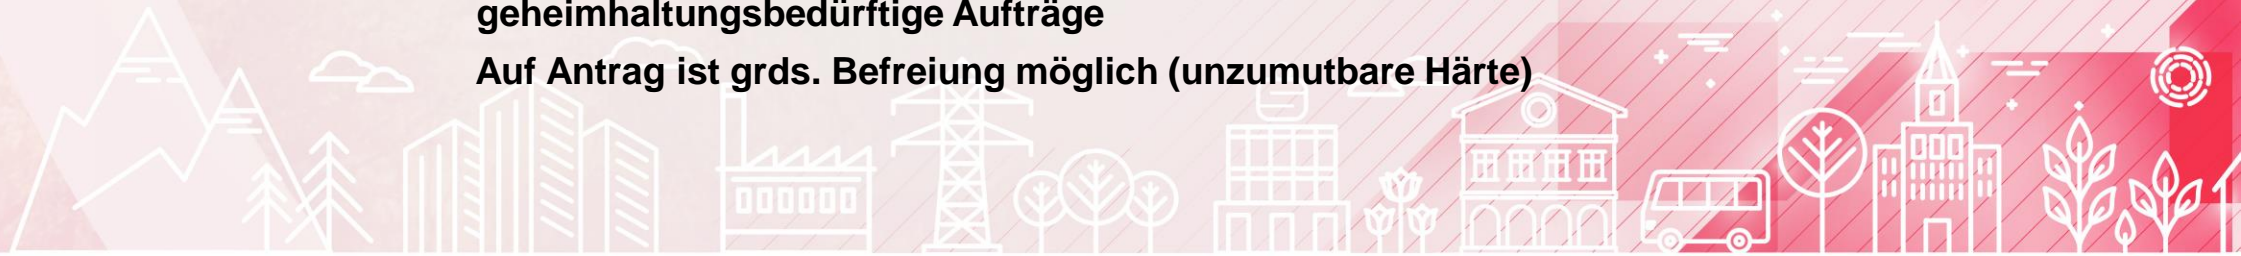 geheimhaltungsbedürftige Aufträge
Auf Antrag ist grds. Befreiung möglich (unzumutbare Härte)